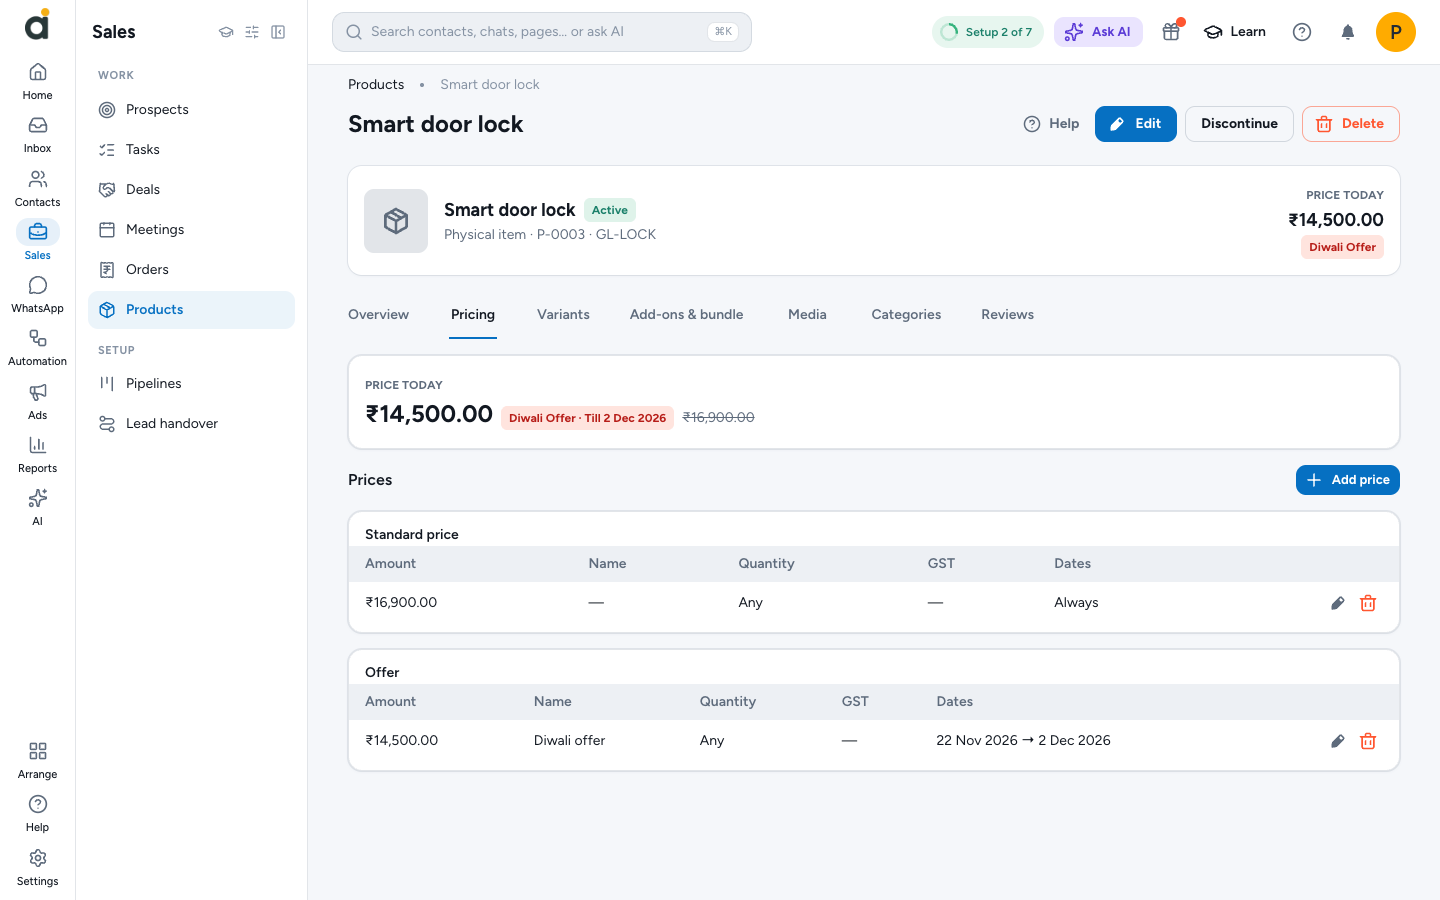 Sales
Search contacts, chats, pages... or ask AI
⌘K
Setup 2 of 7
Ask AI
Learn
P
Home
Inbox
Contacts
Sales
WhatsApp
Automation
Ads
Reports
AI
Arrange
Help
Settings
WORK
Prospects
Tasks
Deals
Meetings
Orders
Products
SETUP
Pipelines
Lead handover
Products • Smart door lock
Smart door lock
Help
Edit
Discontinue
Delete
Smart door lock Active
Physical item · P-0003 · GL-LOCK
PRICE TODAY
₹14,500.00
Diwali Offer
Overview Pricing Variants Add-ons & bundle Media Categories Reviews
PRICE TODAY
₹14,500.00 Diwali Offer · Till 2 Dec 2026 ₹16,900.00
Prices
Add price
Standard price
Amount Name Quantity GST Dates
₹16,900.00 — Any — Always
Offer
Amount Name Quantity GST Dates
₹14,500.00 Diwali offer Any — 22 Nov 2026 → 2 Dec 2026